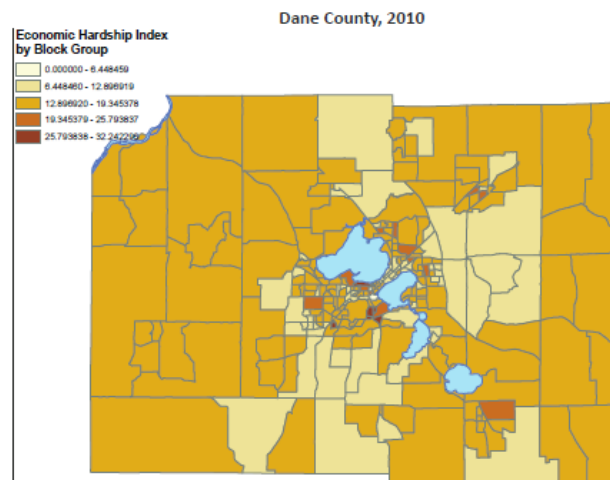 Dane County, 2010
Economic Hardship Index
by Block Group
0.000000 - 6.448459
6.448460 - 12.896919
12.896920 - 19.345378
19.345379 - 25.793837
25.793838 - 32.242296